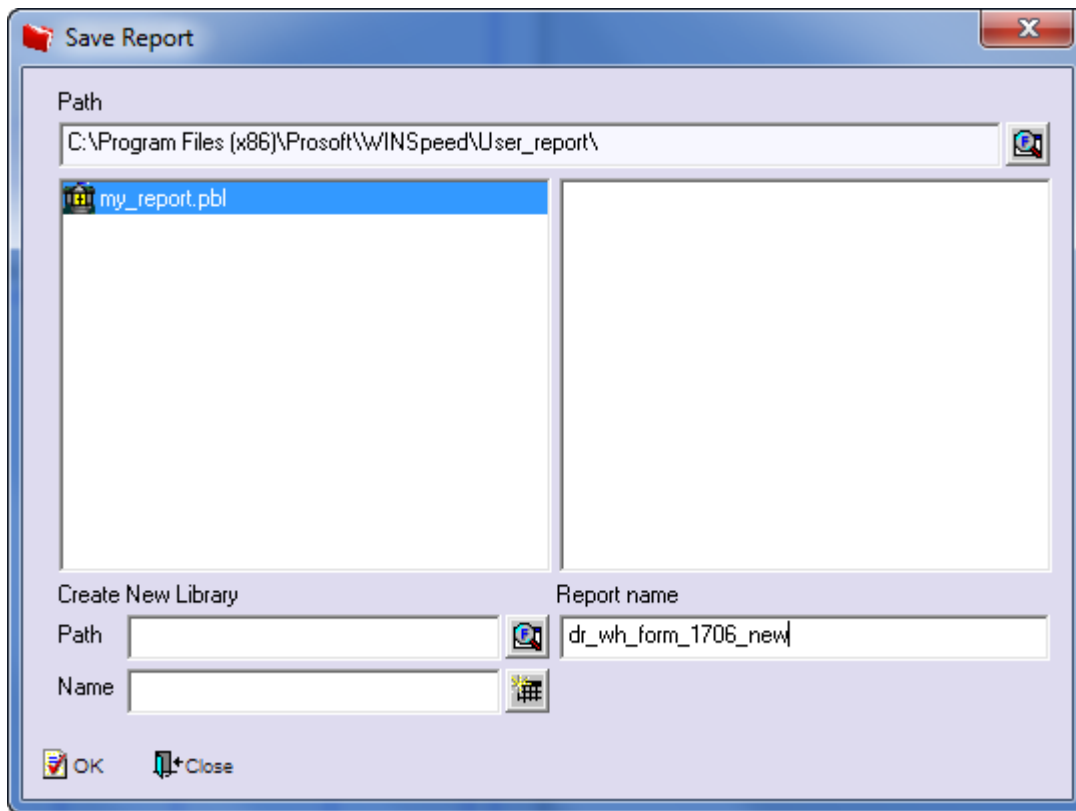 Save Report
Path
C:\Program Files (x86)\Prosoft\WINSpeed\User_report\
my_report.pbl
Create New Library
Report name
Path
dr_wh_form_1706_new
Name
OK
Close